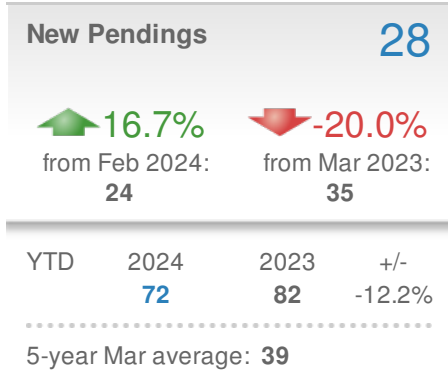 New Pendings 28
16.7% -20.0%
from Feb 2024: from Mar 2023:
24 35
YTD 2024 2023 +/-
72 82 -12.2%
5-year Mar average: 39